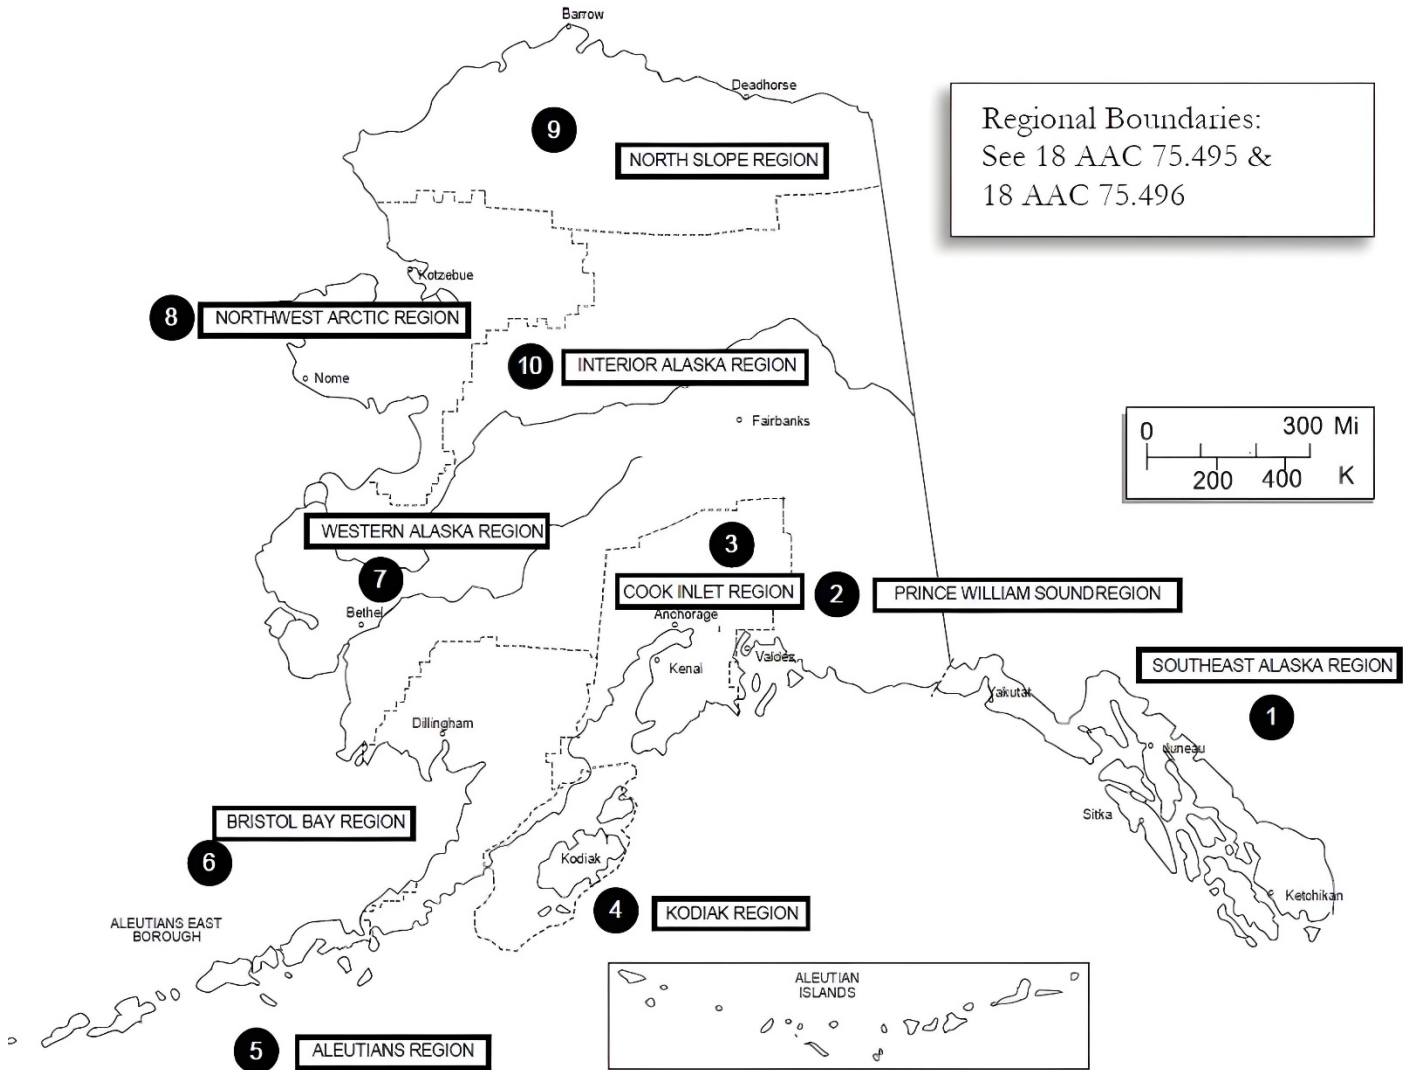 Barrow
Deadhorse
9
NORTH SLOPE REGION
Regional Boundaries:
See 18 AAC 75.495 &
18 AAC 75.496
Kotzebue
8
NORTHWEST ARCTIC REGION
10
INTERIOR ALASKA REGION
Nome
Fairbanks
0 300 Mi
200 400 K
WESTERN ALASKA REGION
3
7
COOK INLET REGION
2
PRINCE WILLIAM SOUNDREGION
Bethel
Anchorage
Kenai
Valdez
SOUTHEAST ALASKA REGION
Yakutat
1
Dillingham
Juneau
BRISTOL BAY REGION
Sitka
6
Kodiak
Ketchikan
4
KODIAK REGION
ALEUTIANS EAST
BOROUGH
ALEUTIAN
ISLANDS
5
ALEUTIANS REGION